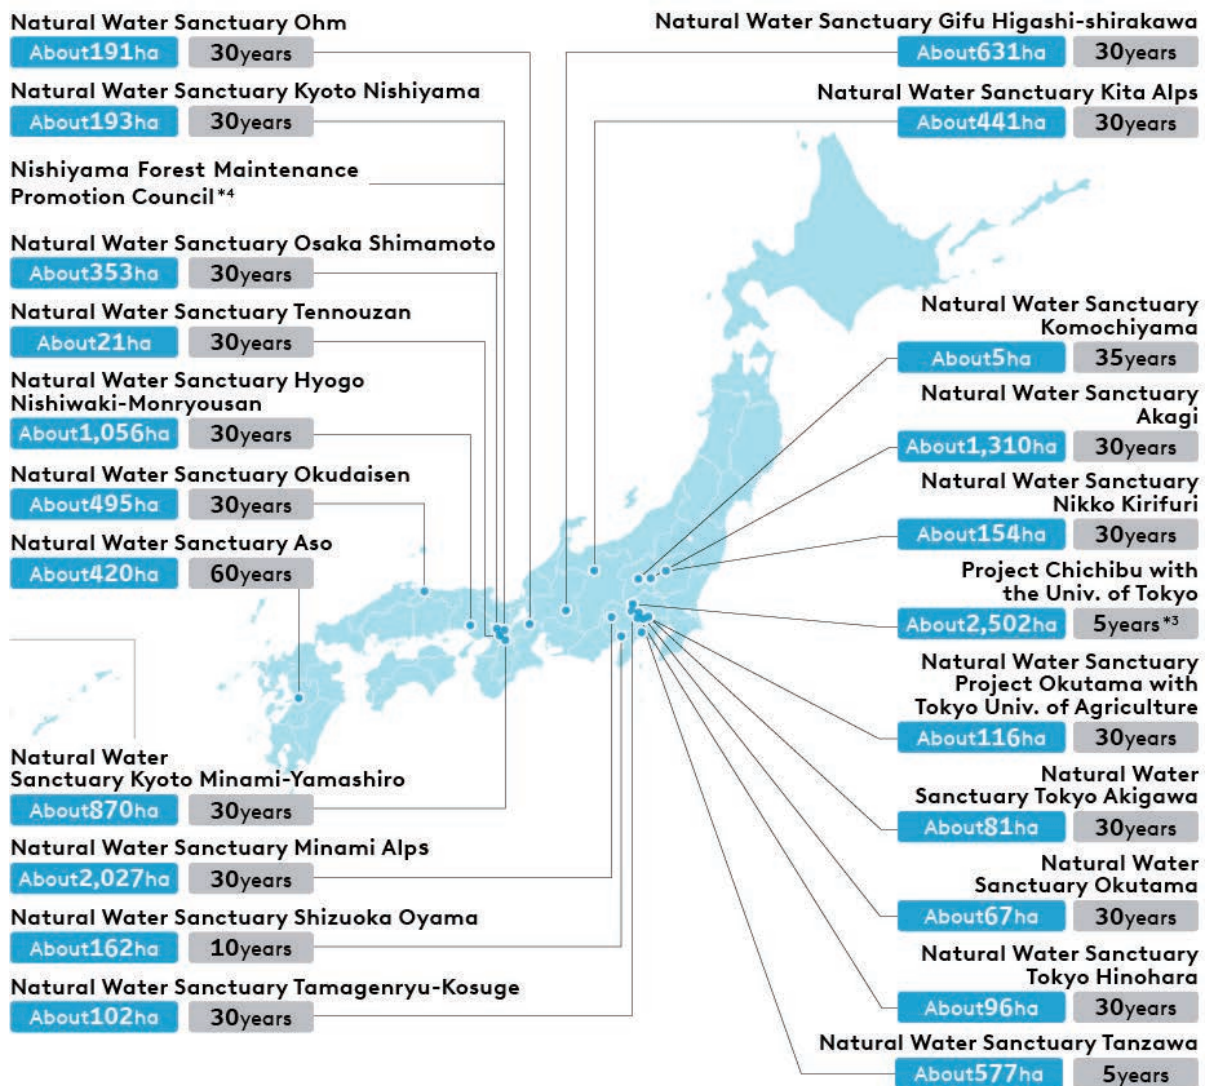 Natural Water Sanctuary Ohm
About191ha 30years
Natural Water Sanctuary Kyoto Nishiyama
About193ha 30years
Nishiyama Forest Maintenance
Promotion Council*4
Natural Water Sanctuary Osaka Shimamoto
About353ha 30years
Natural Water Sanctuary Tennouzan
About21ha 30years
Natural Water Sanctuary Hyogo
Nishiwaki-Monryousan
About1,056ha 30years
Natural Water Sanctuary Okudaisen
About495ha 30years
Natural Water Sanctuary Aso
About420ha 60years
Natural Water
Sanctuary Kyoto Minami-Yamashiro
About870ha 30years
Natural Water Sanctuary Minami Alps
About2,027ha 30years
Natural Water Sanctuary Shizuoka Oyama
About162ha 10years
Natural Water Sanctuary Tamagenryu-Kosuge
About102ha 30years
Natural Water Sanctuary Gifu Higashi-shirakawa
About631ha 30years
Natural Water Sanctuary Kita Alps
About441ha 30years
Natural Water Sanctuary
Komochiyama
About5ha 35years
Natural Water Sanctuary
Akagi
About1,310ha 30years
Natural Water Sanctuary
Nikko Kirifuri
About154ha 30years
Project Chichibu with
the Univ. of Tokyo
About2,502ha 5years*3
Natural Water Sanctuary
Project Okutama with
Tokyo Univ. of Agriculture
About116ha 30years
Natural Water
Sanctuary Tokyo Akigawa
About81ha 30years
Natural Water
Sanctuary Okutama
About67ha 30years
Natural Water Sanctuary
Tokyo Hinohara
About96ha 30years
Natural Water Sanctuary Tanzawa
About577ha 5years